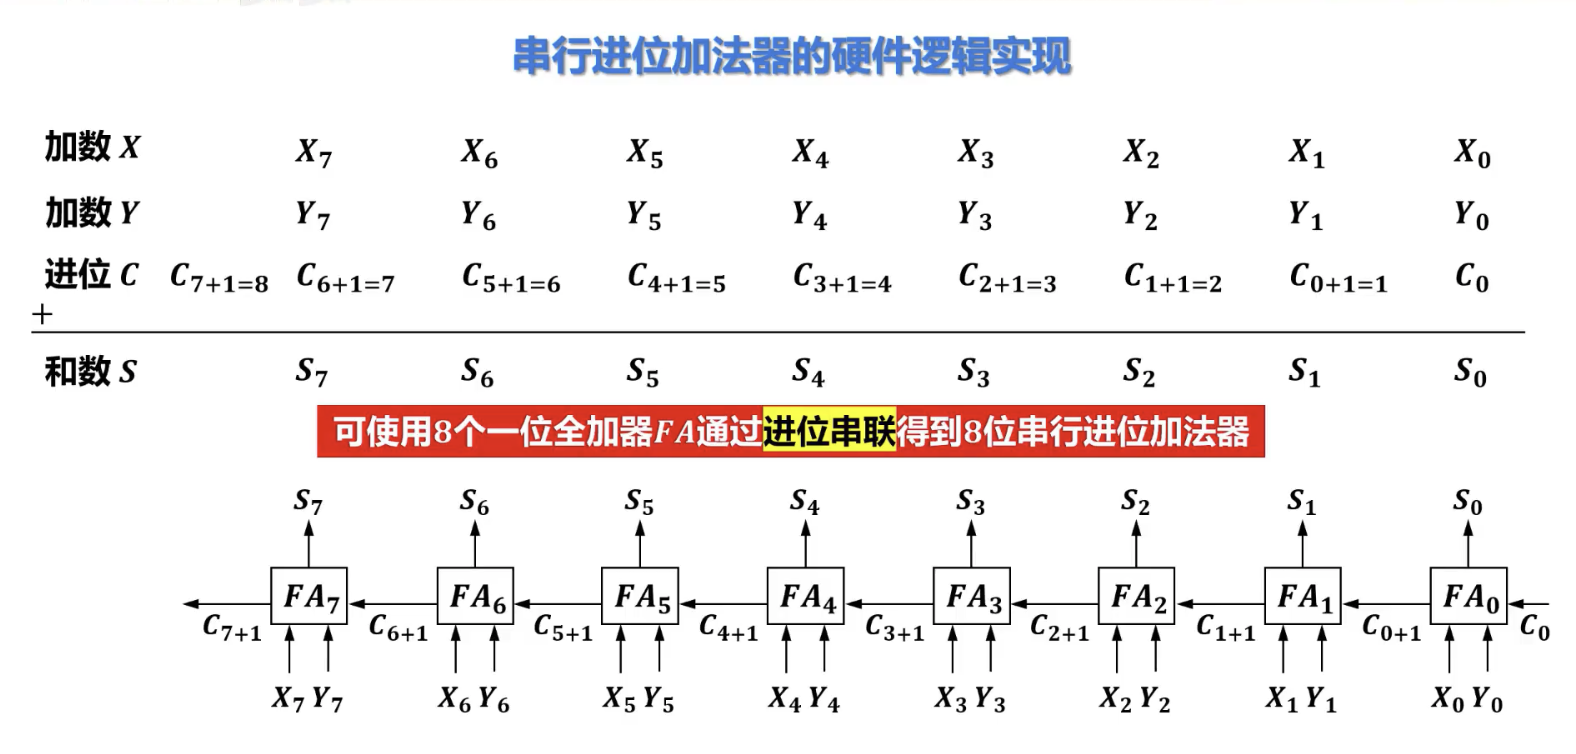 串行进位加法器的硬件逻辑实现
加数 X X₇ X₆ X₅ X₄ X₃ X₂ X₁ X₀
加数 Y Y₇ Y₆ Y₅ Y₄ Y₃ Y₂ Y₁ Y₀
进位 C C₇₊₁₌₈ C₆₊₁₌₇ C₅₊₁₌₆ C₄₊₁₌₅ C₃₊₁₌₄ C₂₊₁₌₃ C₁₊₁₌₂ C₀₊₁₌₁ C₀
+
和数 S S₇ S₆ S₅ S₄ S₃ S₂ S₁ S₀
可使用8个一位全加器FA通过进位串联得到8位串行进位加法器
S₇ S₆ S₅ S₄ S₃ S₂ S₁ S₀
FA₇ FA₆ FA₅ FA₄ FA₃ FA₂ FA₁ FA₀
C₇₊₁ C₆₊₁ C₅₊₁ C₄₊₁ C₃₊₁ C₂₊₁ C₁₊₁ C₀₊₁ C₀
X₇ Y₇ X₆ Y₆ X₅ Y₅ X₄ Y₄ X₃ Y₃ X₂ Y₂ X₁ Y₁ X₀ Y₀